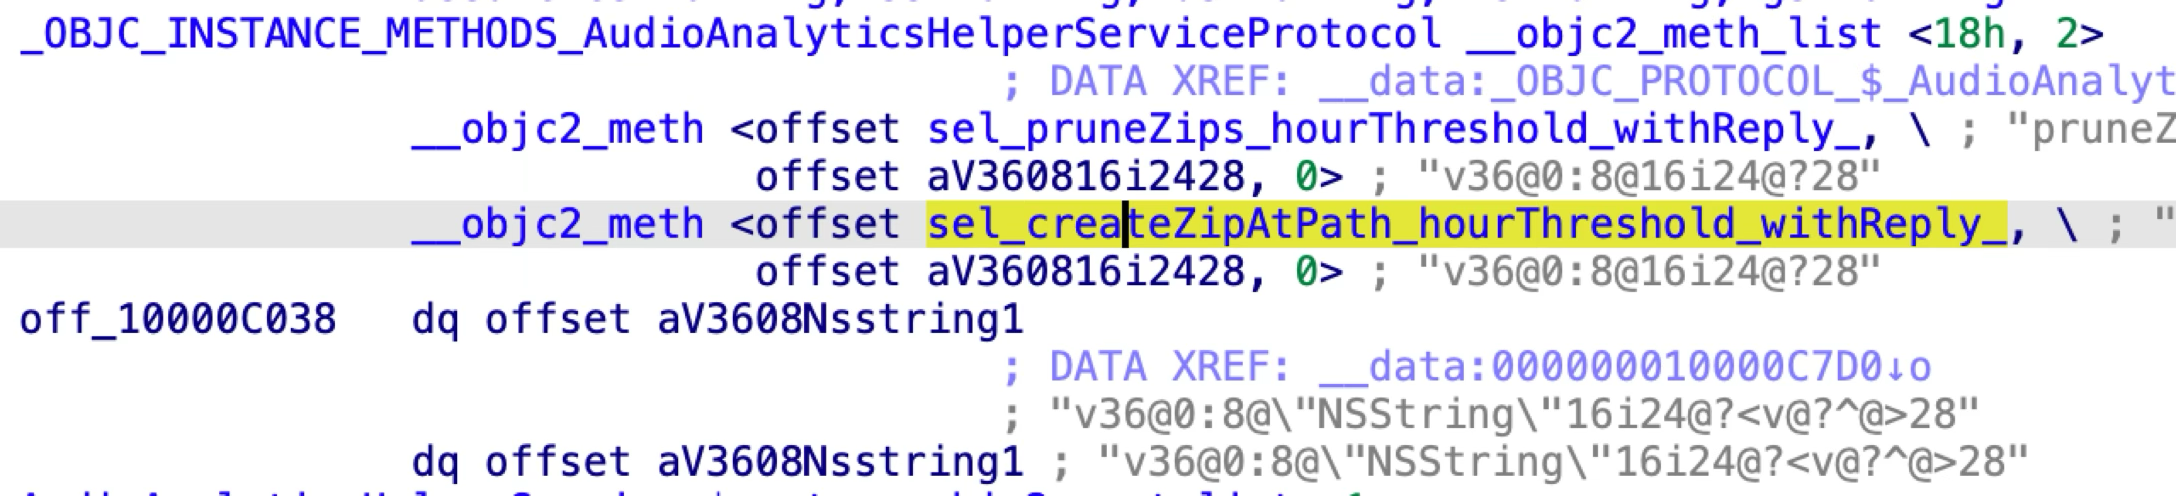 _OBJC_INSTANCE_METHODS_AudioAnalyticsHelperServiceProtocol __objc2_meth_list <18h, 2>
; DATA XREF: __data:_OBJC_PROTOCOL_$_AudioAnalyt
__objc2_meth <offset sel_pruneZips_hourThreshold_withReply_, \ ; "pruneZ
offset aV360816i2428, 0> ; "v36@0:8@16i24@?28"
__objc2_meth <offset sel_createZipAtPath_hourThreshold_withReply_, \ ; "
offset aV360816i2428, 0> ; "v36@0:8@16i24@?28"
off_10000C038 dq offset aV3608Nsstring1
; DATA XREF: __data:000000010000C7D0↓o
; "v36@0:8@\"NSString\"16i24@?<v@?^@>28"
dq offset aV3608Nsstring1 ; "v36@0:8@\"NSString\"16i24@?<v@?^@>28"